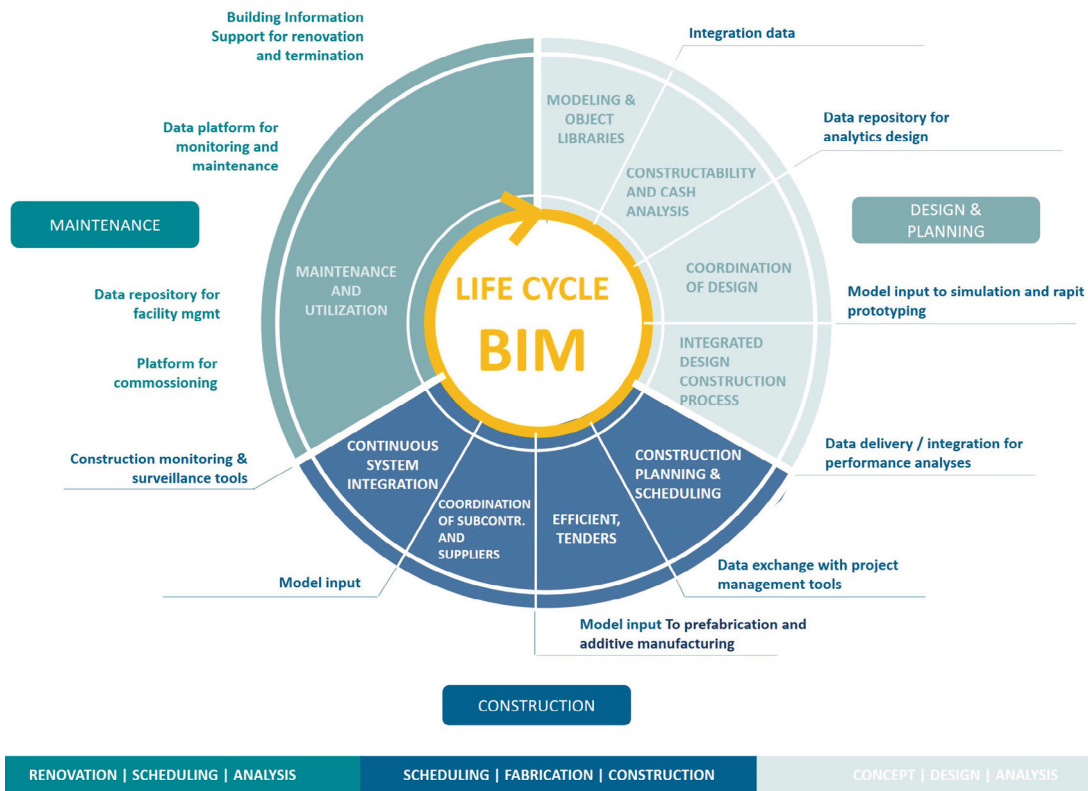 Building Information
Support for renovation
and termination
Integration data
MODELING &
OBJECT
LIBRARIES
Data repository for
analytics design
Data platform for
monitoring and
maintenance
CONSTRUCTABILITY
AND CASH
ANALYSIS
MAINTENANCE
DESIGN &
PLANNING
MAINTENANCE
AND
UTILIZATION
COORDINATION
OF DESIGN
LIFE CYCLE
BIM
Data repository for
facility mgmt
Model input to simulation and rapit
prototyping
INTEGRATED
DESIGN
CONSTRUCTION
PROCESS
Platform for
commossioning
Construction monitoring &
surveillance tools
CONTINUOUS
SYSTEM
INTEGRATION
CONSTRUCTION
PLANNING &
SCHEDULING
Data delivery / integration for
performance analyses
COORDINATION
OF SUBCONTR.
AND
SUPPLIERS
EFFICIENT,
TENDERS
Model input
Data exchange with project
management tools
Model input To prefabrication and
additive manufacturing
CONSTRUCTION
RENOVATION | SCHEDULING | ANALYSIS
SCHEDULING | FABRICATION | CONSTRUCTION
CONCEPT | DESIGN | ANALYSIS